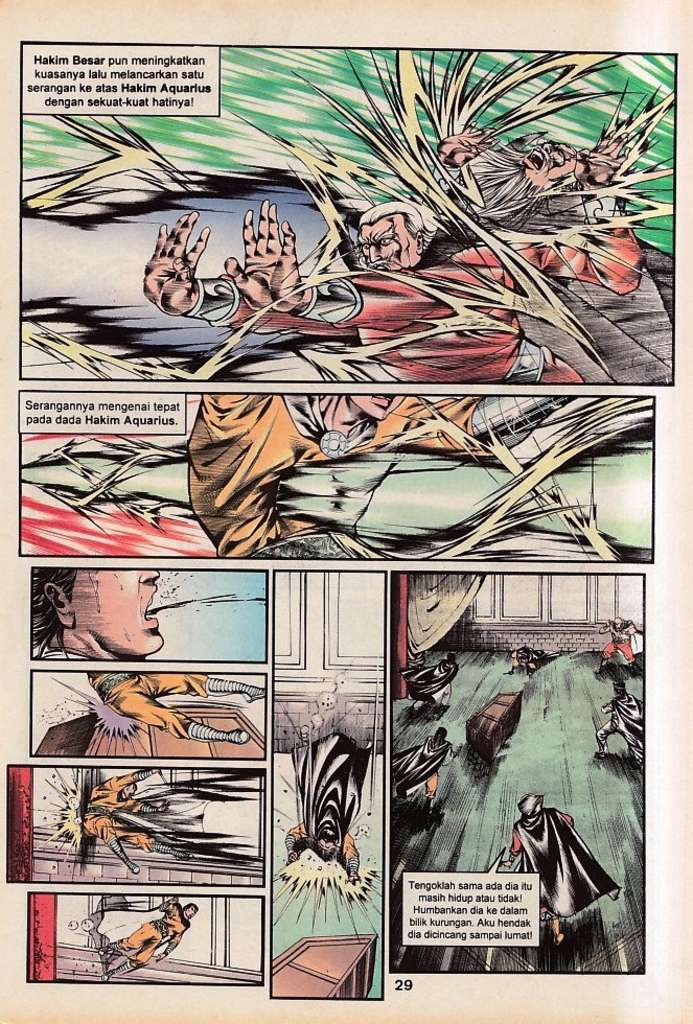 Hakim Besar pun meningkatkan
kuasanya lalu melancarkan satu
serangan ke atas Hakim Aquarius
dengan sekuat-kuat hatinya!
Serangannya mengenai tepat
pada dada Hakim Aquarius.
Tengoklah sama ada dia itu
masih hidup atau tidak!
Humbankan dia ke dalam
bilik kurungan. Aku hendak
dia dicincang sampai lumat!
29